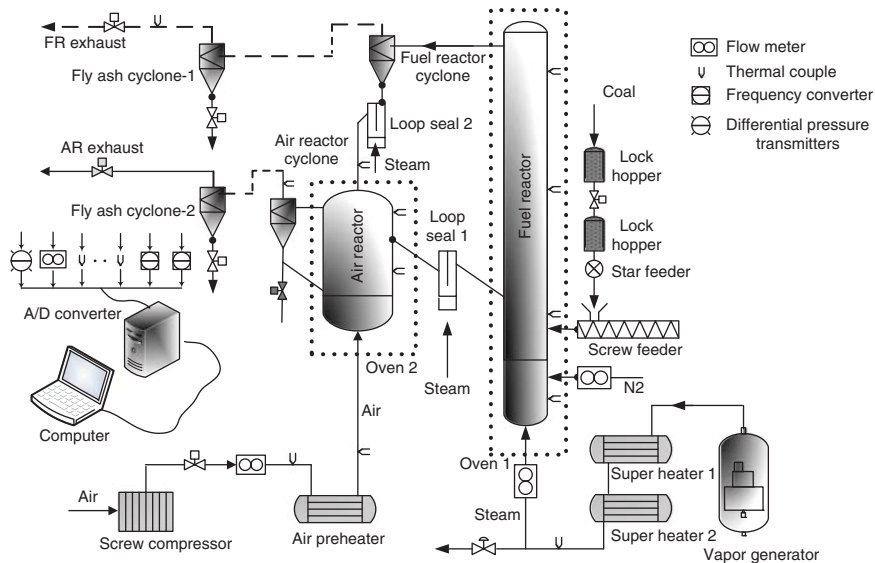 FR exhaust
Fly ash cyclone-1
Fuel reactor
cyclone
Flow meter
Thermal couple
Frequency converter
Differential pressure
transmitters
Coal
Loop seal 2
Air reactor
cyclone
Steam
AR exhaust
Fly ash cyclone-2
Lock
hopper
Lock
hopper
Star feeder
Screw feeder
Loop
seal 1
Air reactor
Fuel reactor
A/D converter
Computer
Oven 2
Steam
N2
Air
Oven 1
Super heater 1
Super heater 2
Steam
Air
Screw compressor
Air preheater
Vapor generator